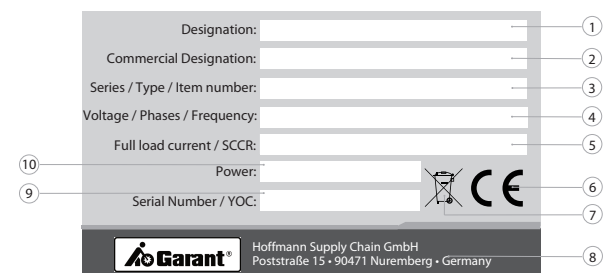 Designation: 1
Commercial Designation: 2
Series / Type / Item number: 3
Voltage / Phases / Frequency: 4
Full load current / SCCR: 5
10 Power:
9 Serial Number / YOC:
CE 6
7
Garant®
Hoffmann Supply Chain GmbH
Poststraße 15 • 90471 Nuremberg • Germany 8